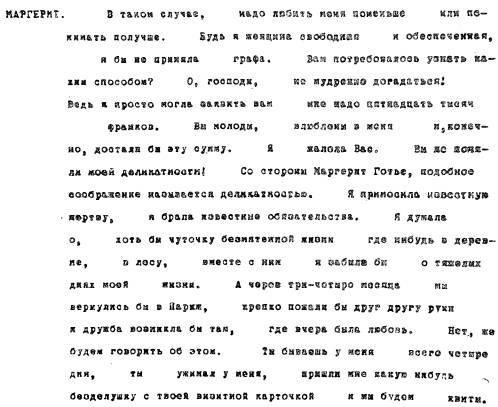 МАРГЕРИТ. В таком случае, надо любить меня поменьше или по-
нимать получше. Будь я женщина свободная и обеспеченная,
я бы не приняла графа. Вам потребовалось узнать ка-
ким способом? О, господи, не мудрено догадаться!
Ведь я просто могла заявить вам мне надо пятнадцать тысяч
франков. Вы молоды, влюблены в меня и, конеч-
но, достали бы эту сумму. Я жалела Вас. Вы не поня-
ли моей деликатности! Со стороны Маргерит Готье, подобное
соображение называется деликатностью. Я приносила известную
жертву, я брала известные обязательства. Я думала
о, хоть бы чуточку безмятежной жизни где нибудь в дерев-
не, в лесу, вместе с ним я забыла бы о тяжелых
днях моей жизни. А через три-четыре месяца мы
вернулись бы в Париж, крепко пожали бы друг другу руки
и дружба возникла бы там, где вчера была любовь. Нет, не
будем говорить об этом. Ты бываешь у меня всего четыре
дня, ты ужинал у меня, пришли мне какую нибудь
безделушку с твоей визитной карточкой и мы будем квиты.